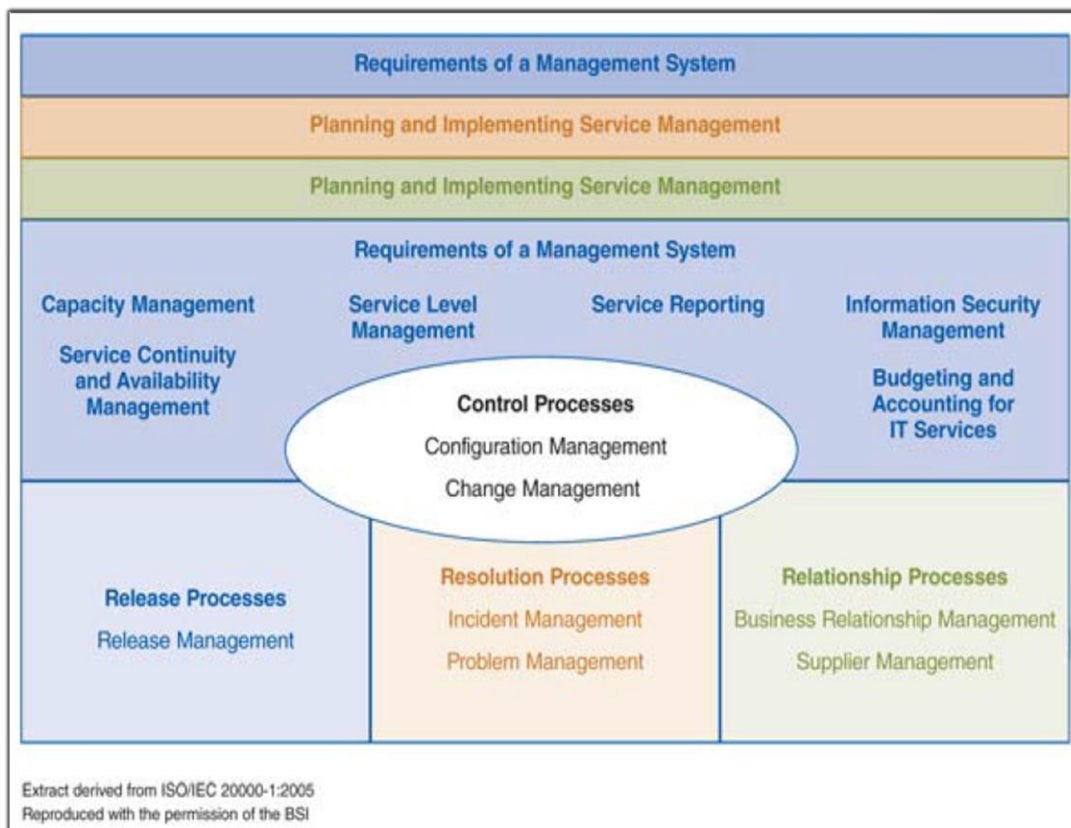 Requirements of a Management System
Planning and Implementing Service Management
Planning and Implementing Service Management
Requirements of a Management System
Capacity Management
Service Continuity
and Availability
Management
Service Level
Management
Service Reporting
Information Security
Management
Budgeting and
Accounting for
IT Services
Control Processes
Configuration Management
Change Management
Release Processes
Release Management
Resolution Processes
Incident Management
Problem Management
Relationship Processes
Business Relationship Management
Supplier Management
Extract derived from ISO/IEC 20000-1:2005
Reproduced with the permission of the BSI